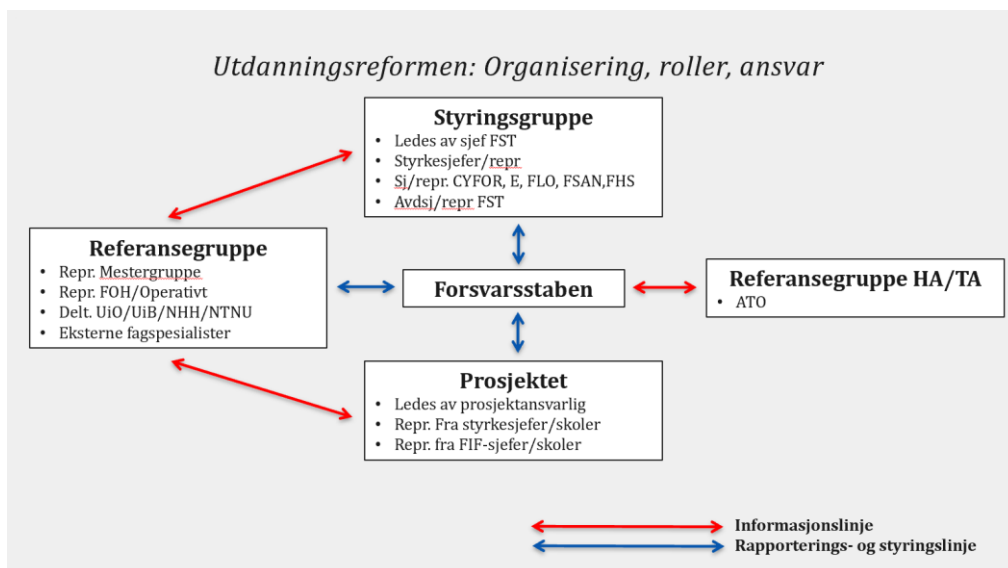 Utdanningsreformen: Organisering, roller, ansvar
Styringsgruppe
• Ledes av sjef FST
• Styrkesjefer/repr
• Sj/repr. CYFOR, E, FLO, FSAN,FHS
• Avdsj/repr FST
Referansegruppe
• Repr. Mestergruppe
• Repr. FOH/Operativt
• Delt. UiO/UiB/NHH/NTNU
• Eksterne fagspesialister
Forsvarsstaben
Referansegruppe HA/TA
• ATO
Prosjektet
• Ledes av prosjektansvarlig
• Repr. Fra styrkesjefer/skoler
• Repr. fra FIF-sjefer/skoler
Informasjonslinje
Rapporterings- og styringslinje